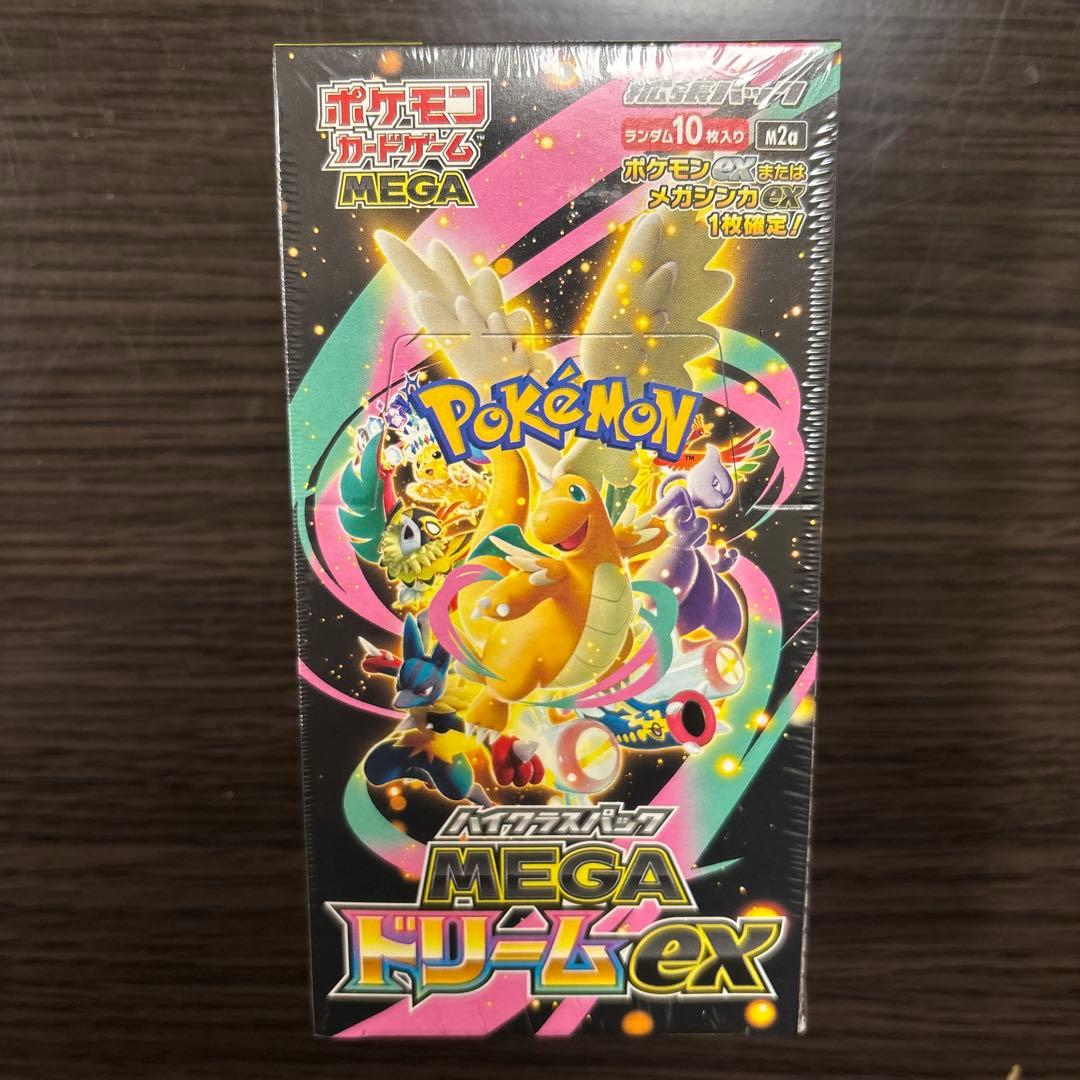 ポケモン
カードゲーム™
MEGA
拡張パック
ランダム10枚入り M2a
ポケモンexまたは
メガシンカex
1枚確定!
POKéMON™
ハイクラスパック
MEGA
ドリームex